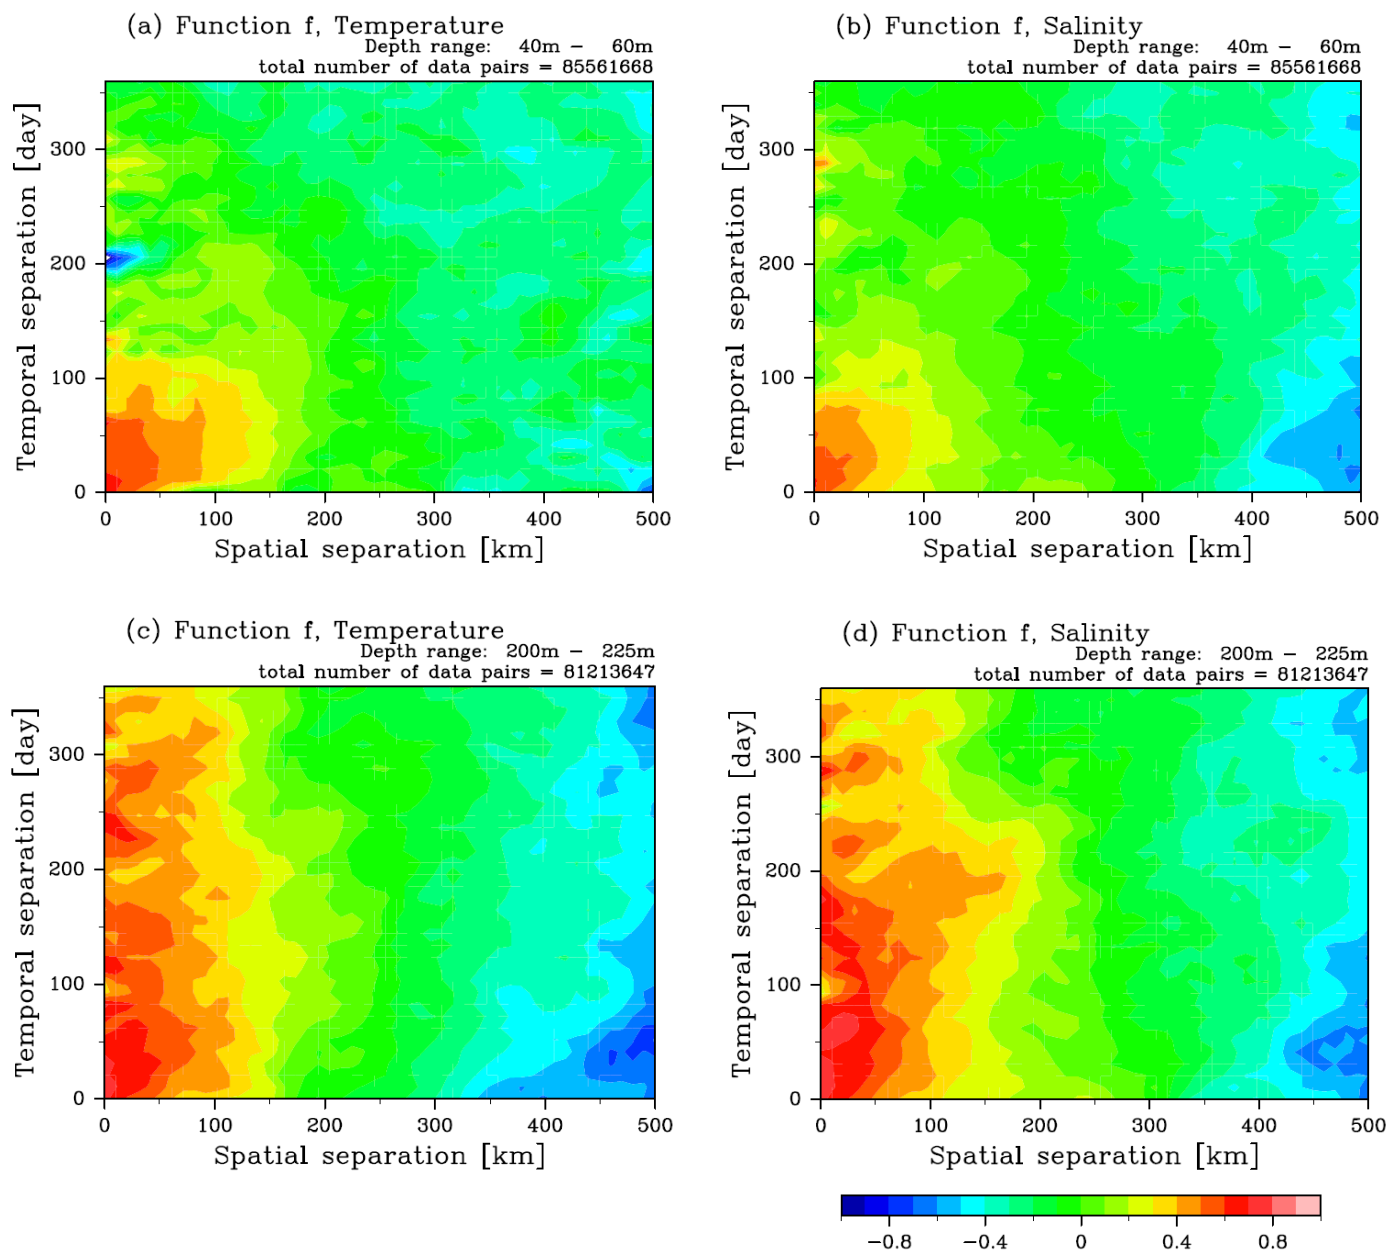 (a) Function f, Temperature
Depth range: 40m – 60m
total number of data pairs = 85561668
Temporal separation [day]
300
200
100
0
0 100 200 300 400 500
Spatial separation [km]
(b) Function f, Salinity
Depth range: 40m – 60m
total number of data pairs = 85561668
Temporal separation [day]
300
200
100
0
0 100 200 300 400 500
Spatial separation [km]
(c) Function f, Temperature
Depth range: 200m – 225m
total number of data pairs = 81213647
Temporal separation [day]
300
200
100
0
0 100 200 300 400 500
Spatial separation [km]
(d) Function f, Salinity
Depth range: 200m – 225m
total number of data pairs = 81213647
Temporal separation [day]
300
200
100
0
0 100 200 300 400 500
Spatial separation [km]
−0.8 −0.4 0 0.4 0.8